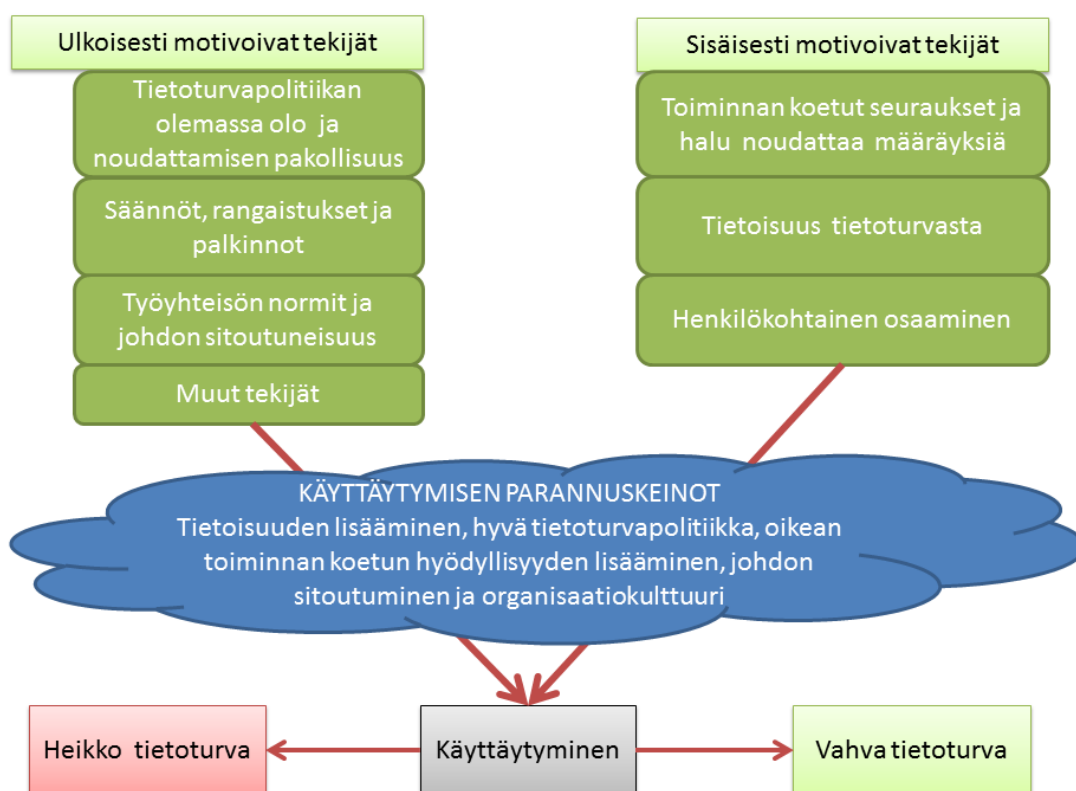 Ulkoisesti motivoivat tekijät
Tietoturvapolitiikan
olemassa olo ja
noudattamisen pakollisuus
Säännöt, rangaistukset ja
palkinnot
Työyhteisön normit ja
johdon sitoutuneisuus
Muut tekijät
Sisäisesti motivoivat tekijät
Toiminnan koetut seuraukset ja
halu noudattaa määräyksiä
Tietoisuus tietoturvasta
Henkilökohtainen osaaminen
KÄYTTÄYTYMISEN PARANNUSKEINOT
Tietoisuuden lisääminen, hyvä tietoturvapolitiikka, oikean
toiminnan koetun hyödyllisyyden lisääminen, johdon
sitoutuminen ja organisaatiokulttuuri
Heikko tietoturva
Käyttäytyminen
Vahva tietoturva